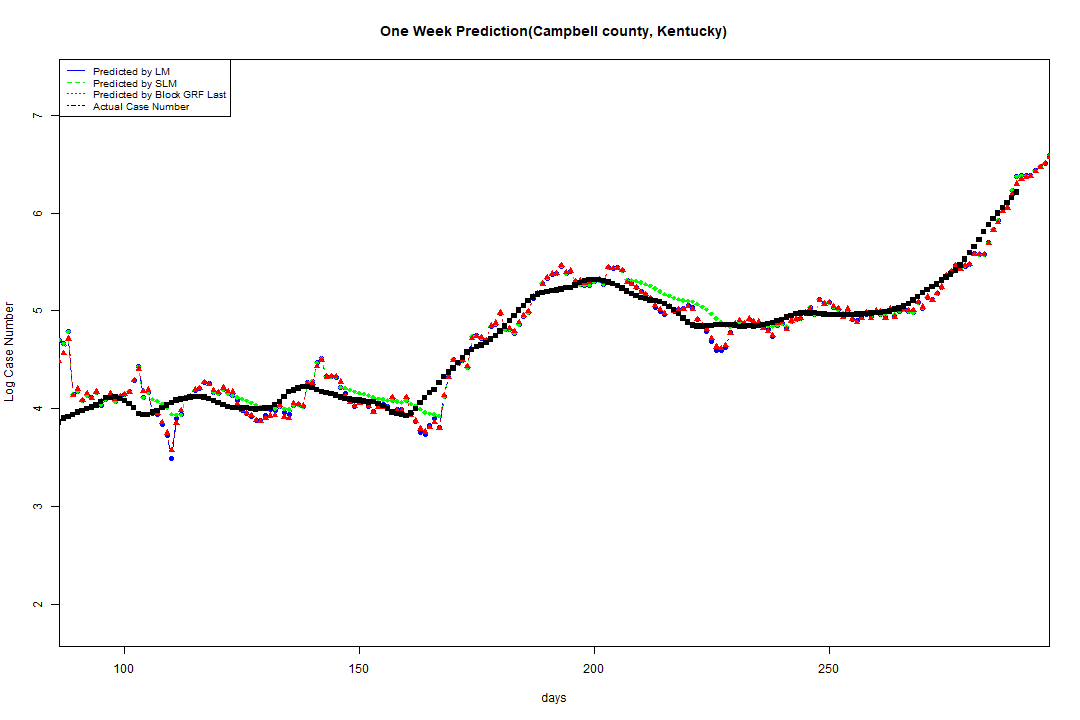 One Week Prediction(Campbell county, Kentucky)
Predicted by LM
Predicted by SLM
Predicted by Block GRF Last
Actual Case Number
7
6
5
4
3
2
Log Case Number
100 150 200 250
days